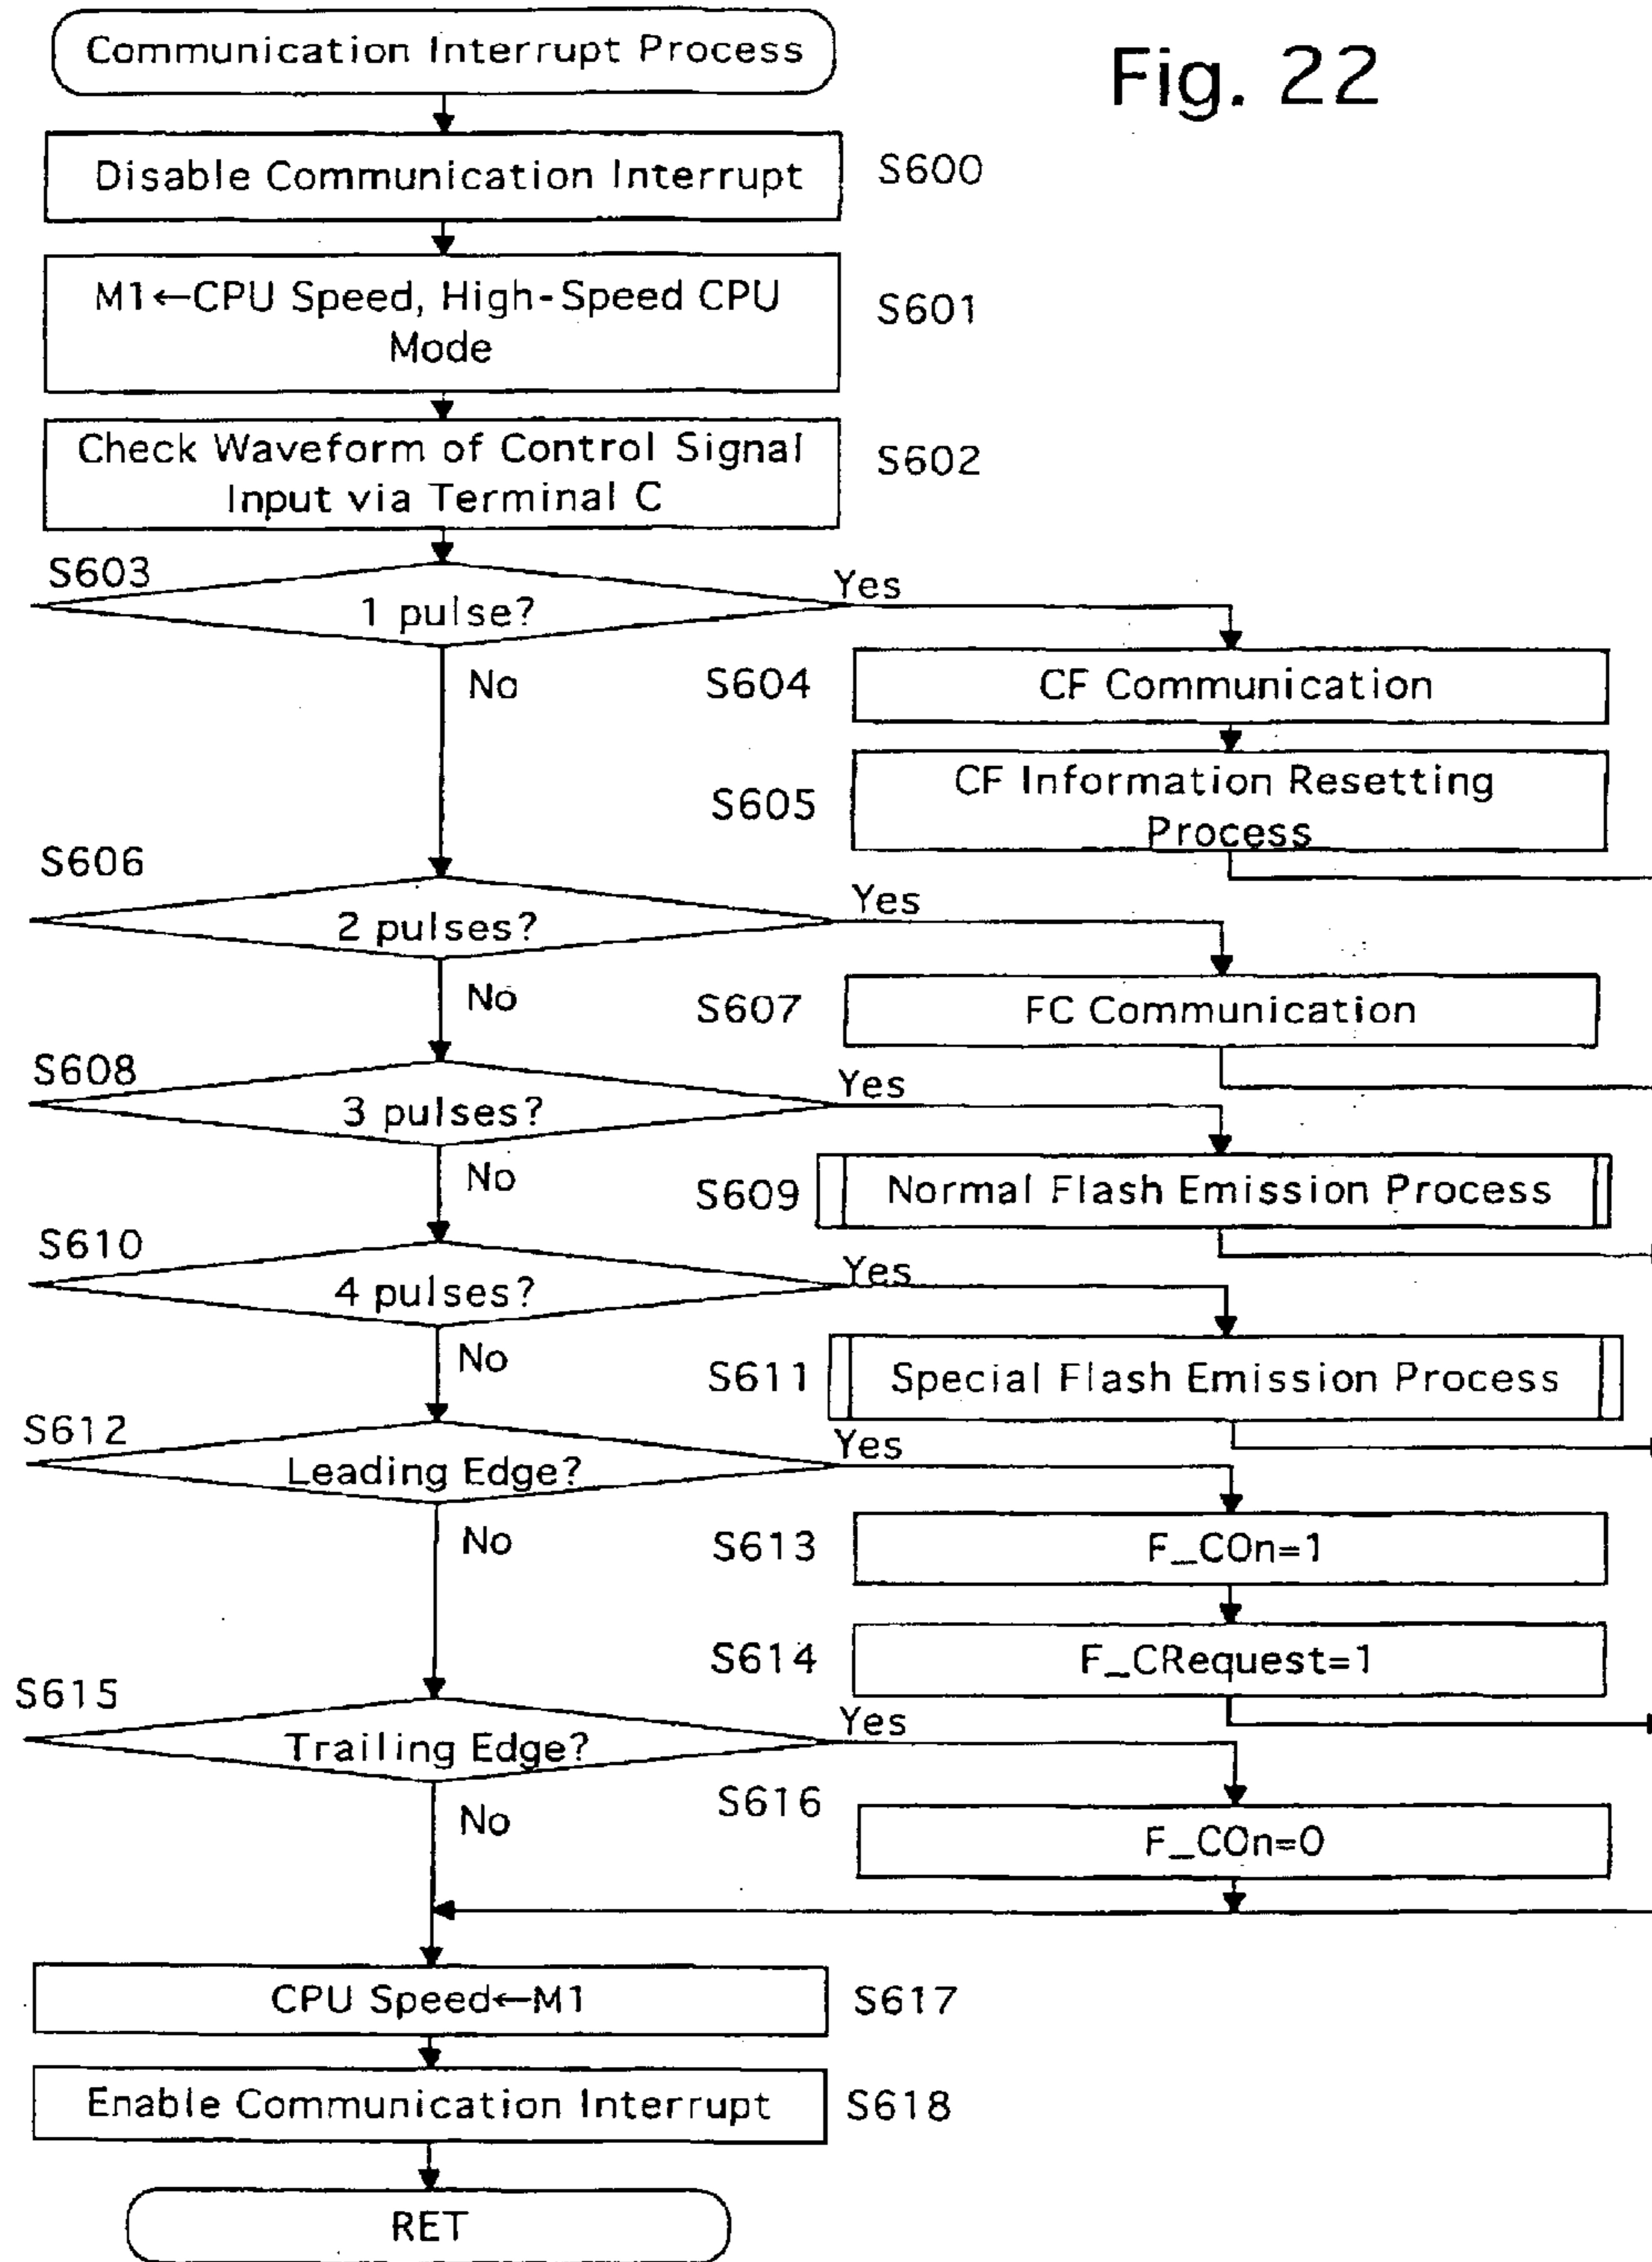 Communication Interrupt Process
Fig. 22
Disable Communication Interrupt
S600
M1←CPU Speed, High-Speed CPU
Mode
S601
Check Waveform of Control Signal
Input via Terminal C
S602
S603
1 pulse?
Yes
No
S604
CF Communication
S605
CF Information Resetting
Process
S606
2 pulses?
Yes
No
S607
FC Communication
S608
3 pulses?
Yes
No
S609
Normal Flash Emission Process
S610
4 pulses?
Yes
No
S611
Special Flash Emission Process
S612
Leading Edge?
Yes
No
S613
F_COn=1
S614
F_CRequest=1
S615
Trailing Edge?
Yes
No
S616
F_COn=0
CPU Speed←M1
S617
Enable Communication Interrupt
S618
RET